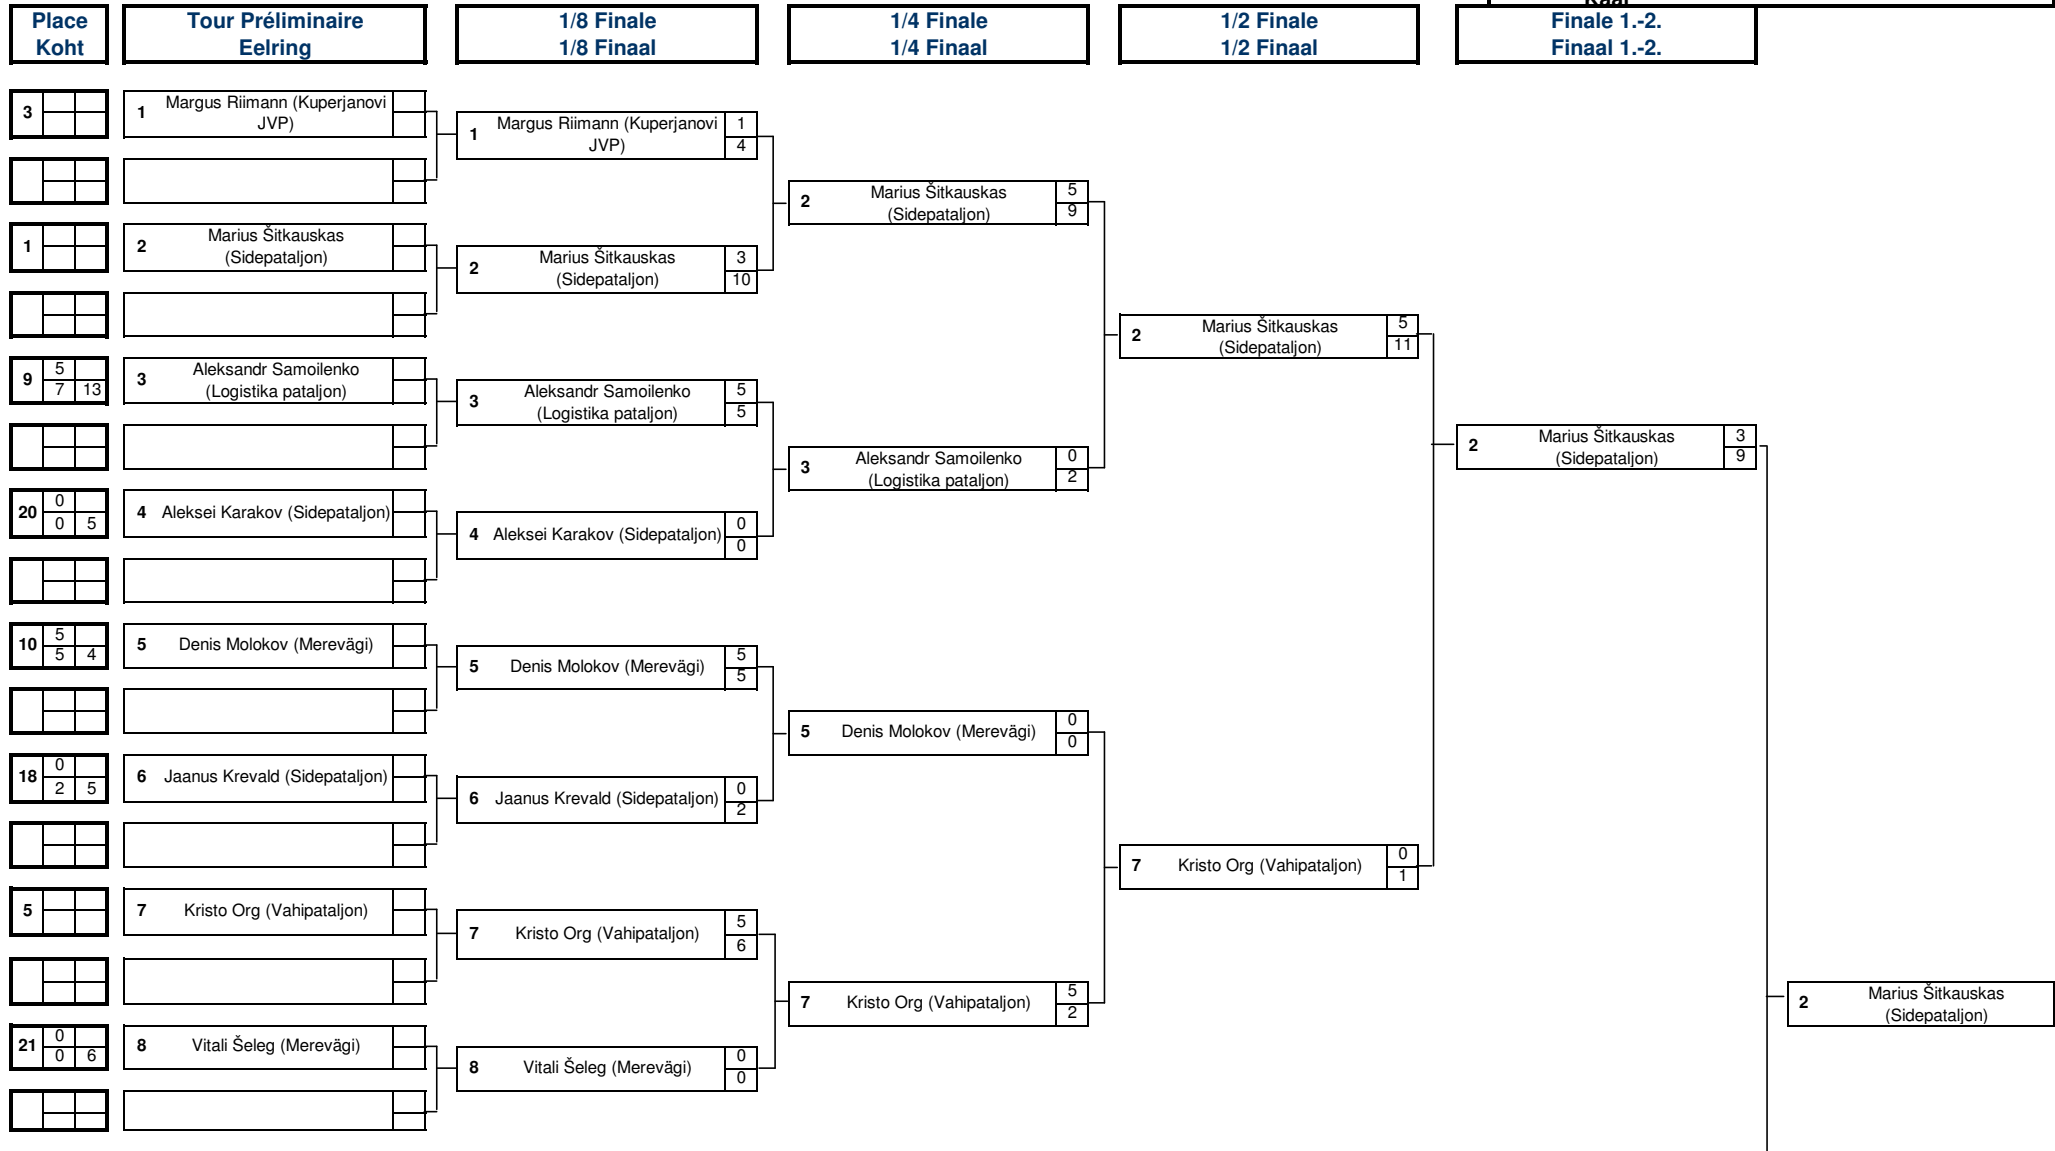 Kaal
Place
Koht
Tour Préliminaire
Eelring
1/8 Finale
1/8 Finaal
1/4 Finale
1/4 Finaal
1/2 Finale
1/2 Finaal
Finale 1.-2.
Finaal 1.-2.
3
1
Margus Riimann (Kuperjanovi
JVP)
1
Margus Riimann (Kuperjanovi
JVP)
1
4
2
Marius Šitkauskas
(Sidepataljon)
5
9
1
2
Marius Šitkauskas
(Sidepataljon)
2
Marius Šitkauskas
(Sidepataljon)
3
10
2
Marius Šitkauskas
(Sidepataljon)
5
11
9
5
7 13
3
Aleksandr Samoilenko
(Logistika pataljon)
3
Aleksandr Samoilenko
(Logistika pataljon)
5
5
2
Marius Šitkauskas
(Sidepataljon)
3
9
3
Aleksandr Samoilenko
(Logistika pataljon)
0
2
20
0
0 5
4 Aleksei Karakov (Sidepataljon)
4 Aleksei Karakov (Sidepataljon)
0
0
10
5
5 4
5 Denis Molokov (Merevägi)
5 Denis Molokov (Merevägi)
5
5
5 Denis Molokov (Merevägi)
0
0
18
0
2 5
6 Jaanus Krevald (Sidepataljon)
6 Jaanus Krevald (Sidepataljon)
0
2
7 Kristo Org (Vahipataljon)
0
1
5
7 Kristo Org (Vahipataljon)
7 Kristo Org (Vahipataljon)
5
6
7 Kristo Org (Vahipataljon)
5
2
2
Marius Šitkauskas
(Sidepataljon)
21
0
0 6
8 Vitali Šeleg (Merevägi)
8 Vitali Šeleg (Merevägi)
0
0